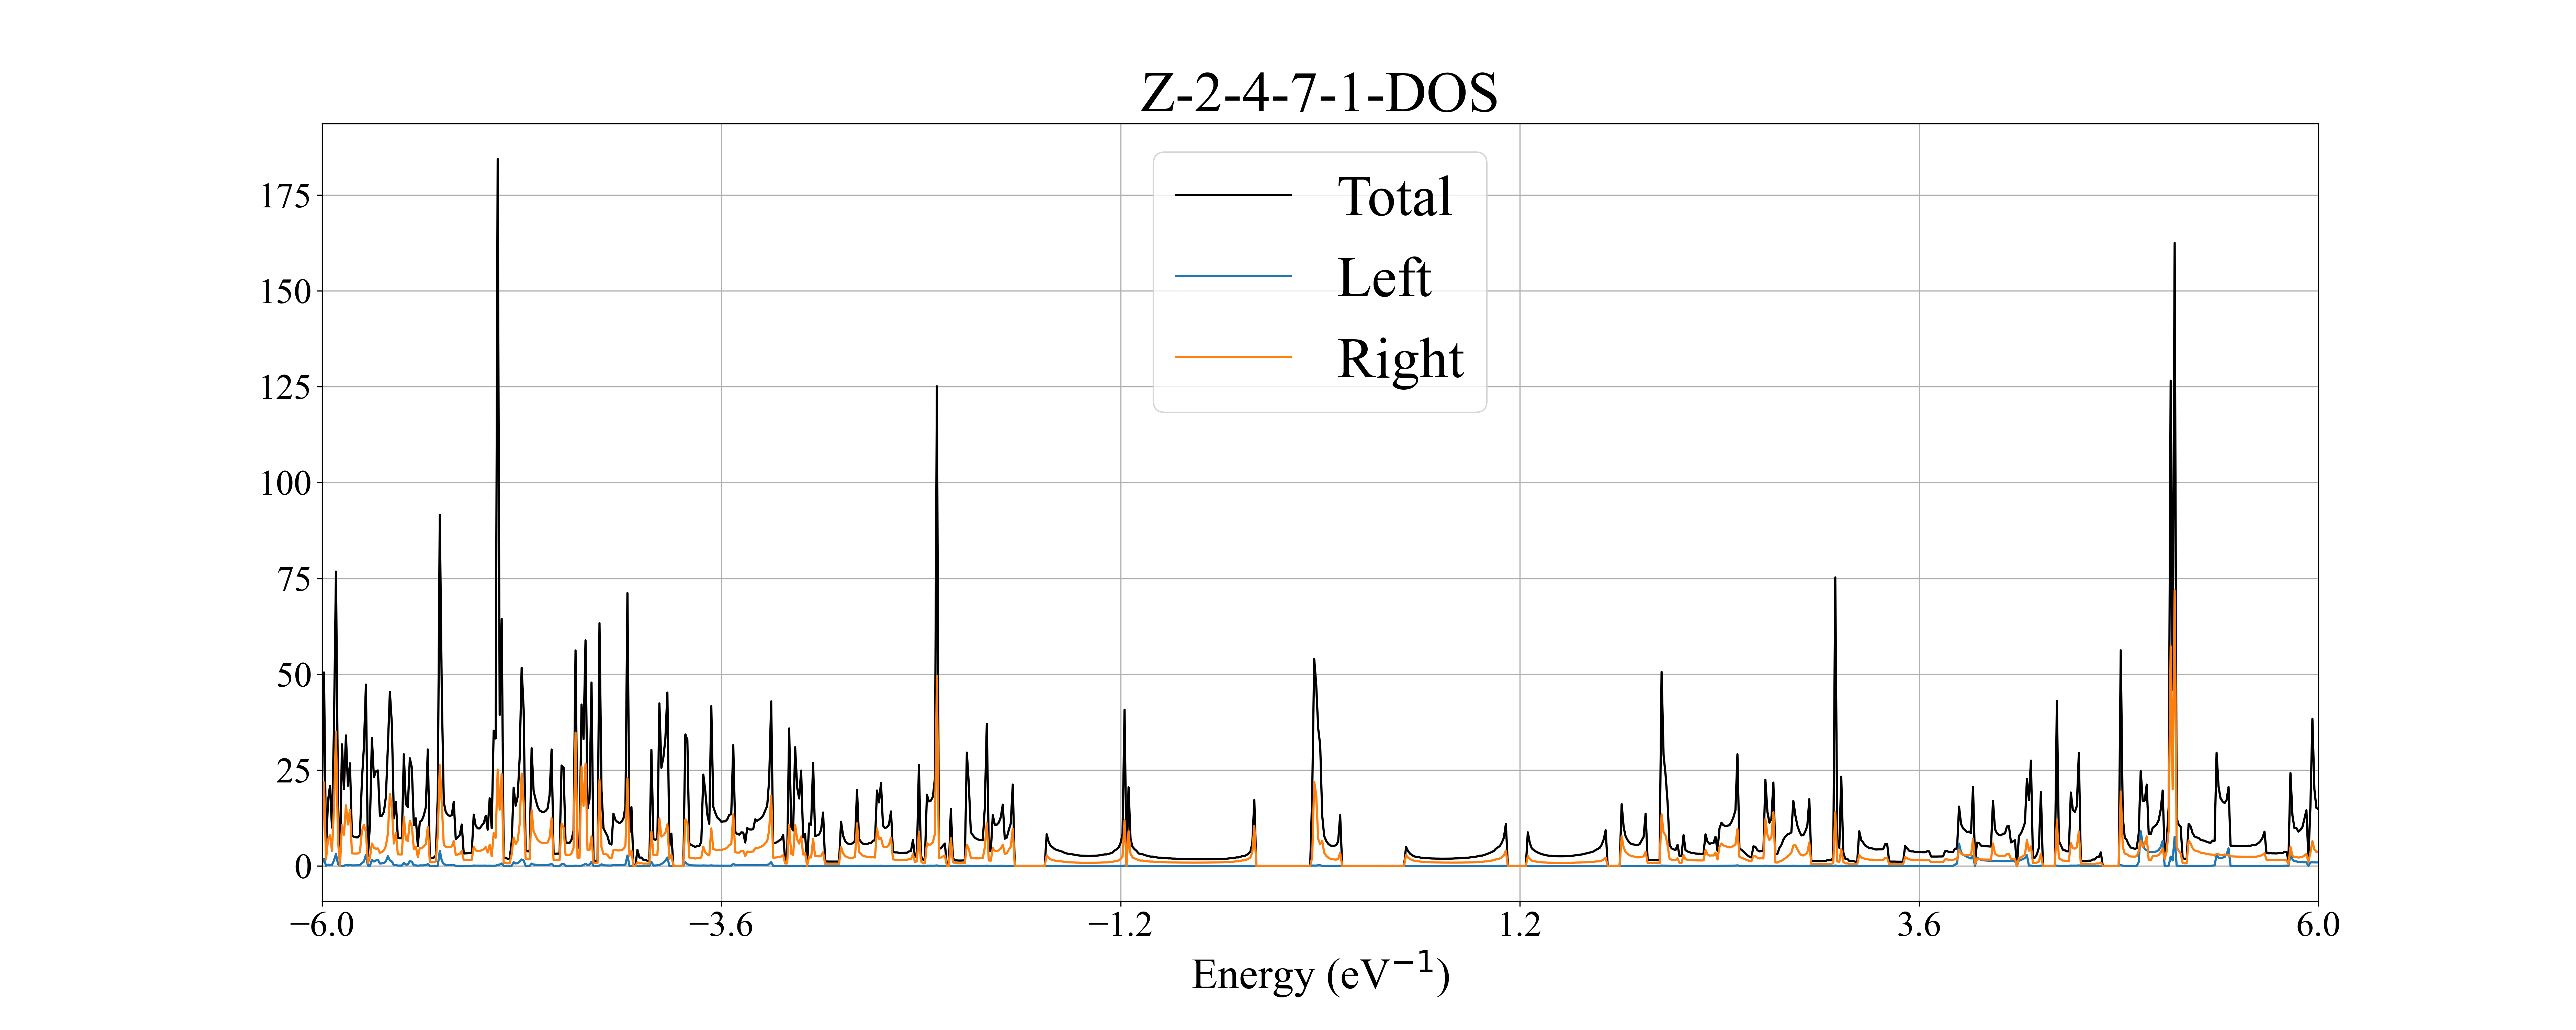 Z-2-4-7-1-DOS
Total
Left
Right
175
150
125
100
75
50
25
0
−6.0 −3.6 −1.2 1.2 3.6 6.0
Energy (eV⁻¹)